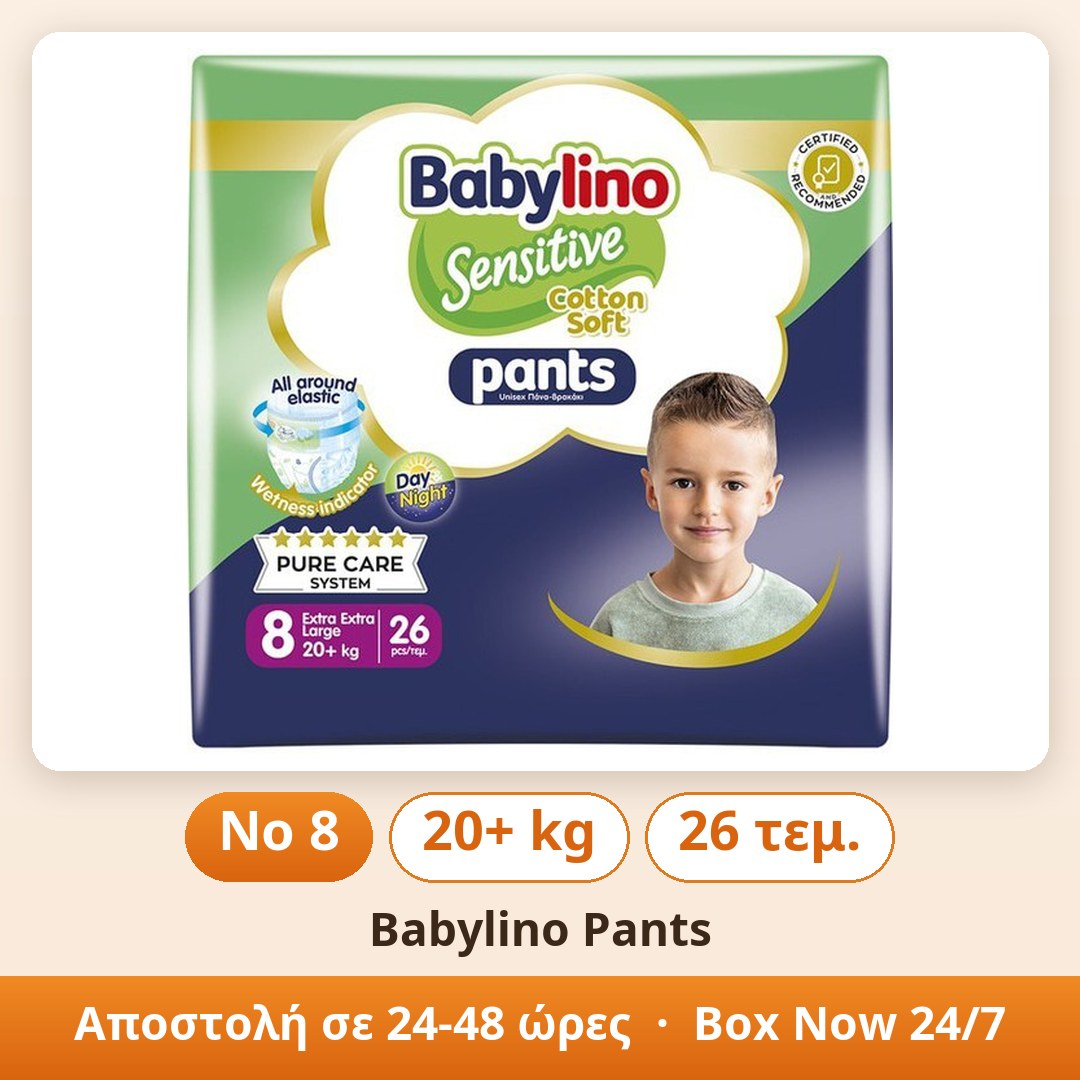 Babylino
Sensitive
Cotton
Soft
pants
Unisex Πάνα-βρακάκι
CERTIFIED
AND
RECOMMENDED
All around
elastic
Wetness indicator
Day
Night
PURE CARE
SYSTEM
8 Extra Extra Large 20+ kg 26 pcs/τεμ.
No 8 20+ kg 26 τεμ.
Babylino Pants
Αποστολή σε 24-48 ώρες · Box Now 24/7